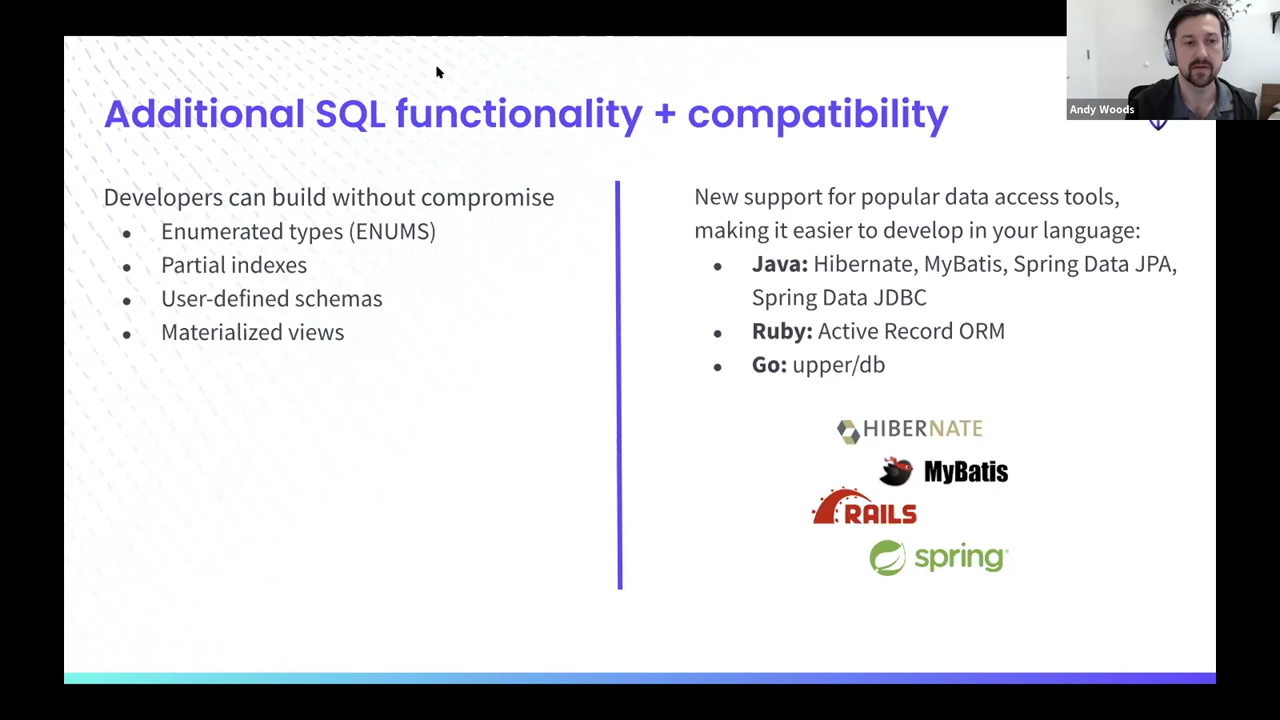 Andy Woods
Additional SQL functionality + compatibility
Developers can build without compromise
● Enumerated types (ENUMS)
● Partial indexes
● User-defined schemas
● Materialized views
New support for popular data access tools,
making it easier to develop in your language:
● Java: Hibernate, MyBatis, Spring Data JPA,
Spring Data JDBC
● Ruby: Active Record ORM
● Go: upper/db
HIBERNATE
MyBatis
RAILS
spring®